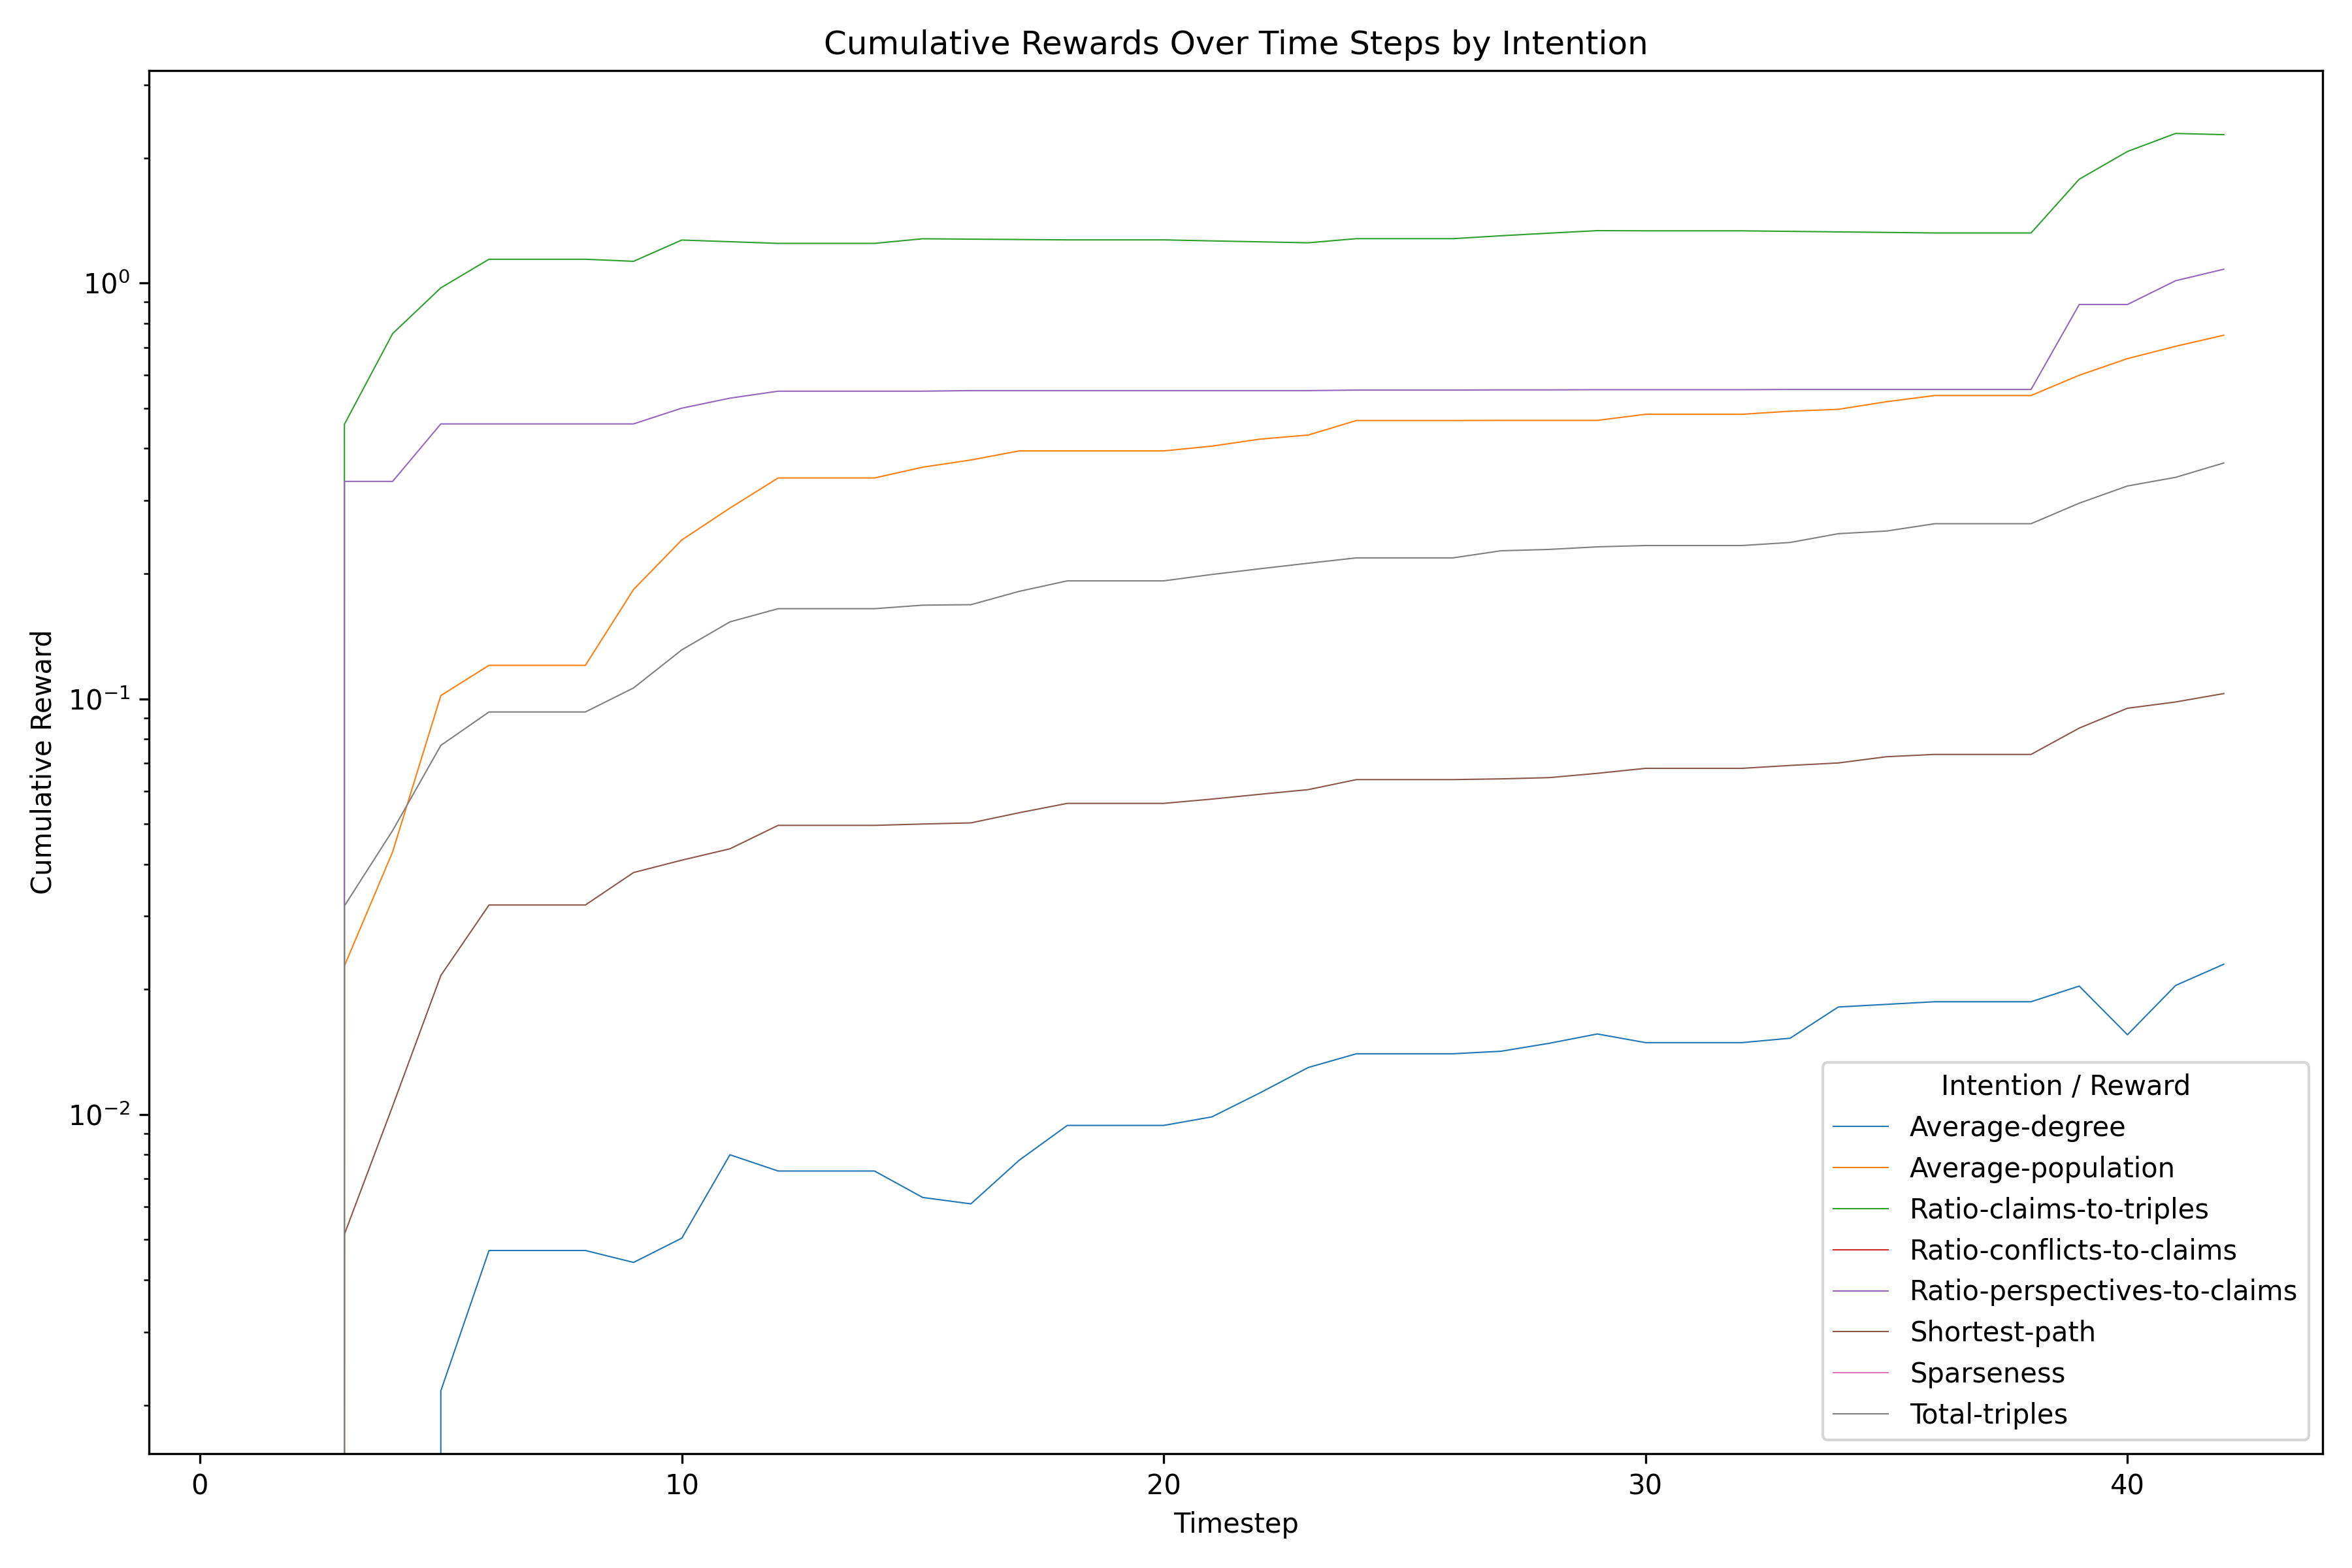 Cumulative Rewards Over Time Steps by Intention
Cumulative Reward
10⁰
10⁻¹
10⁻²
0 10 20 30 40
Timestep
Intention / Reward
Average-degree
Average-population
Ratio-claims-to-triples
Ratio-conflicts-to-claims
Ratio-perspectives-to-claims
Shortest-path
Sparseness
Total-triples